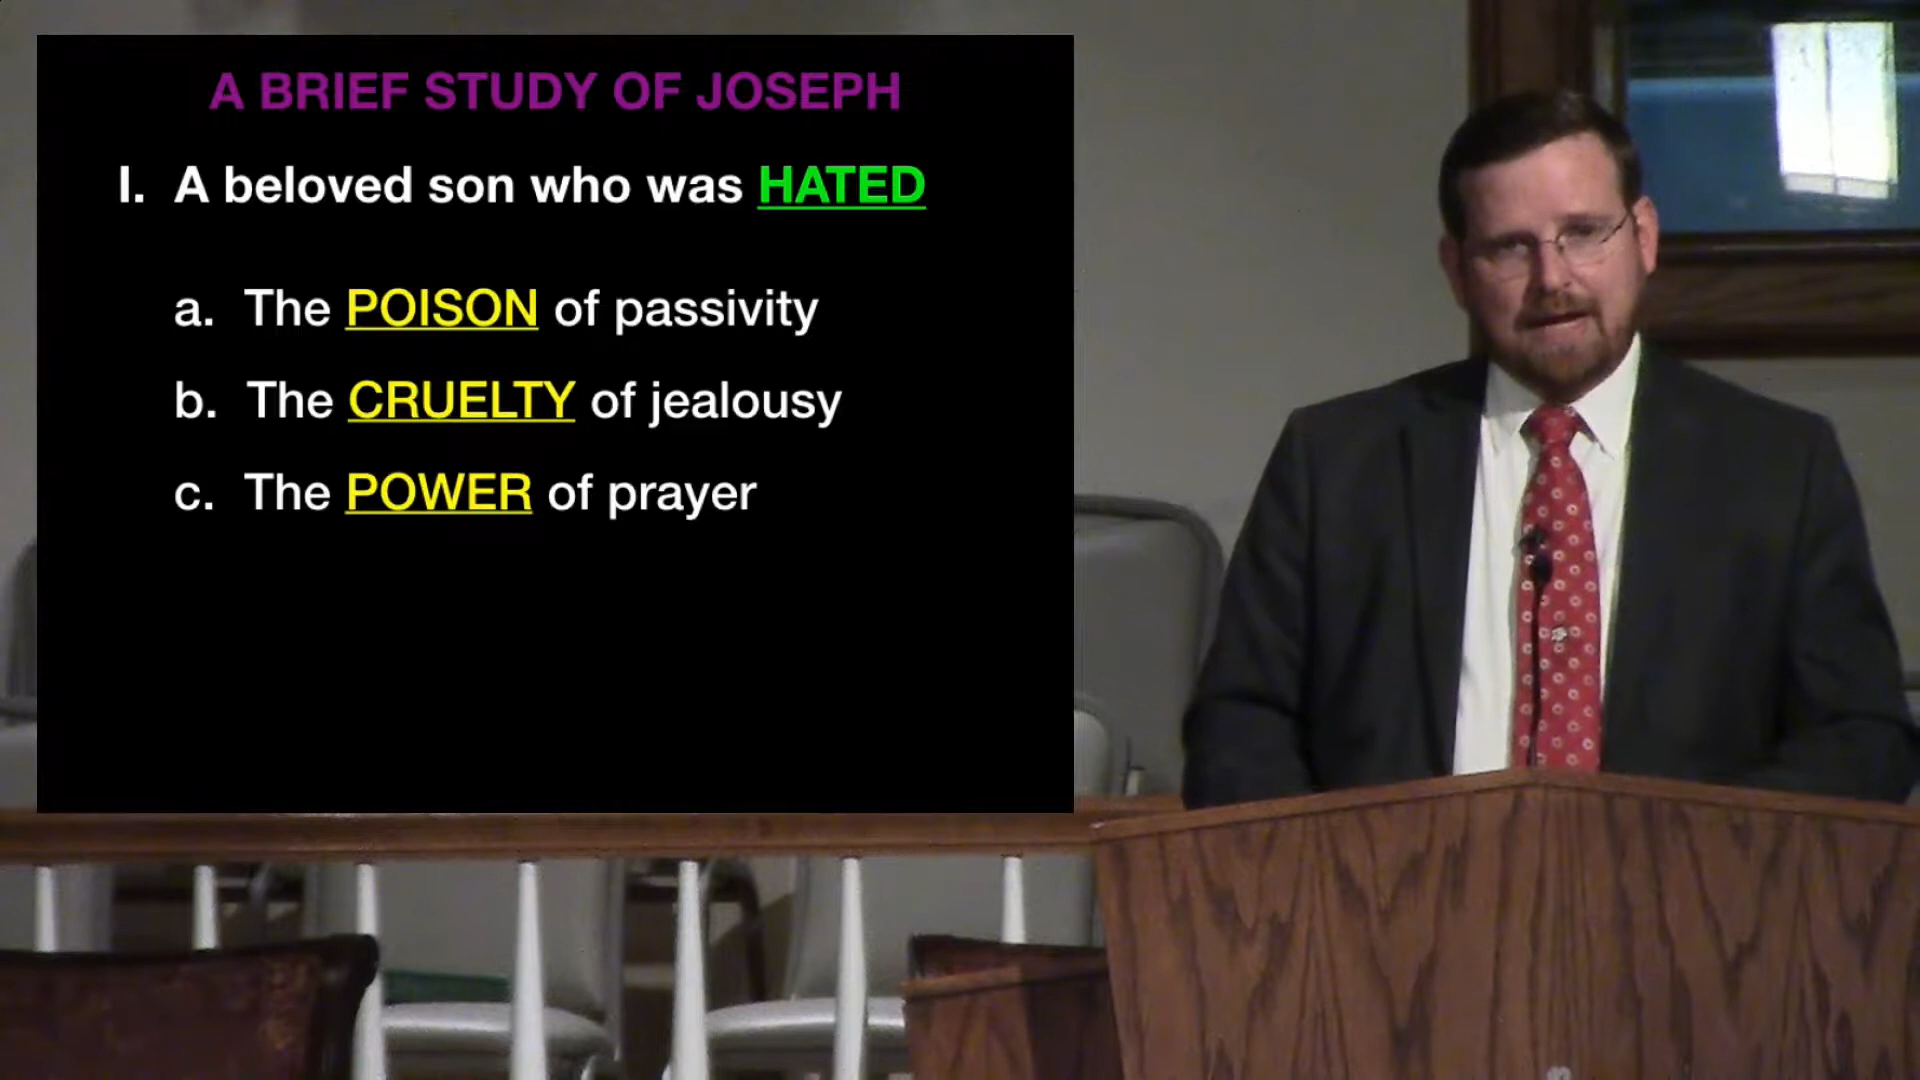 A BRIEF STUDY OF JOSEPH
I. A beloved son who was HATED
a. The POISON of passivity
b. The CRUELTY of jealousy
c. The POWER of prayer